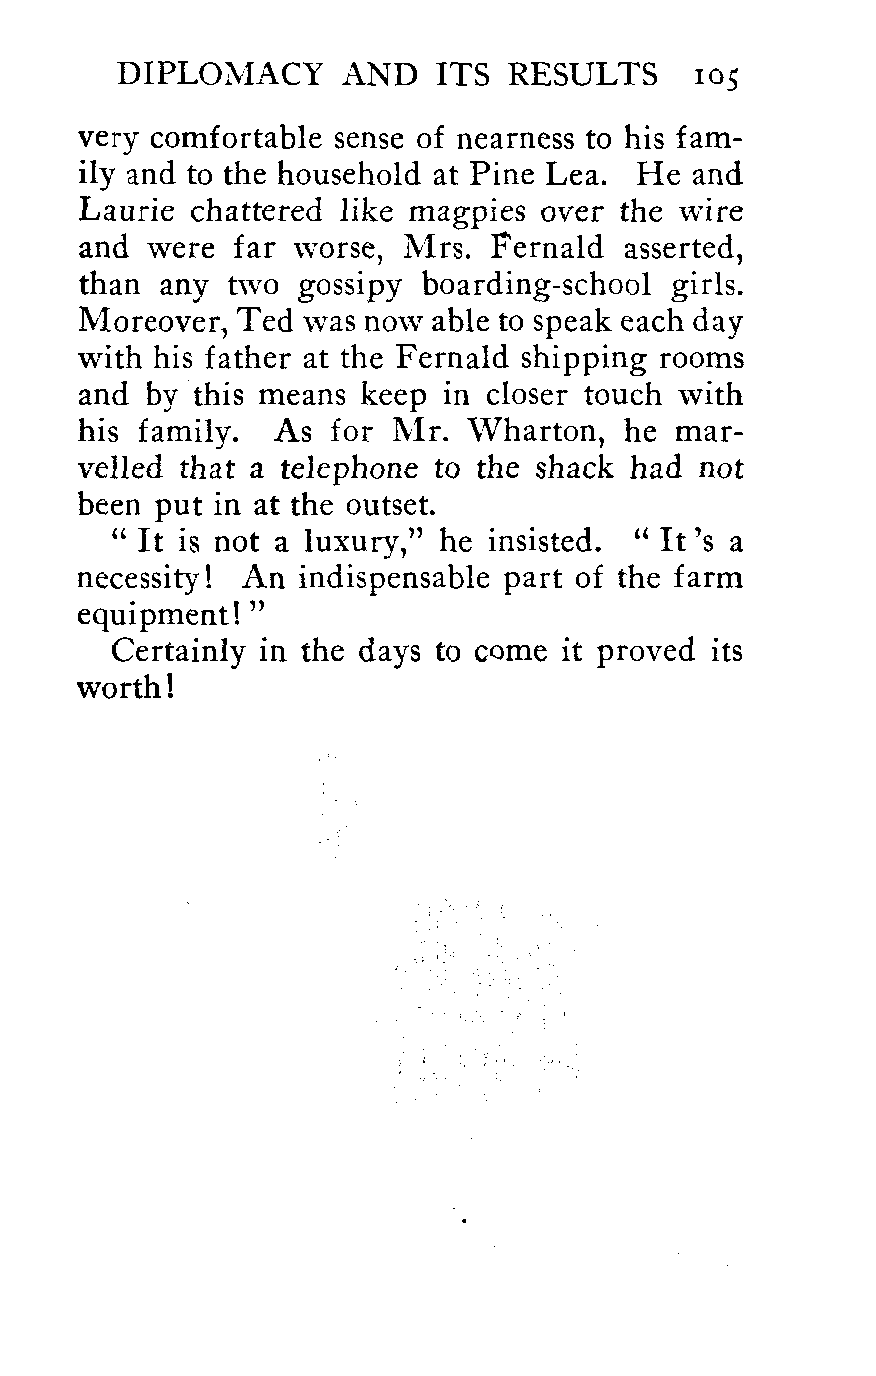 DIPLOMACY AND ITS RESULTS 105
very comfortable sense of nearness to his fam-
ily and to the household at Pine Lea. He and
Laurie chattered like magpies over the wire
and were far worse, Mrs. Fernald asserted,
than any two gossipy boarding-school girls.
Moreover, Ted was now able to speak each day
with his father at the Fernald shipping rooms
and by this means keep in closer touch with
his family. As for Mr. Wharton, he mar-
velled that a telephone to the shack had not
been put in at the outset.
“ It is not a luxury,” he insisted. “ It ’s a
necessity! An indispensable part of the farm
equipment! ”
Certainly in the days to come it proved its
worth!